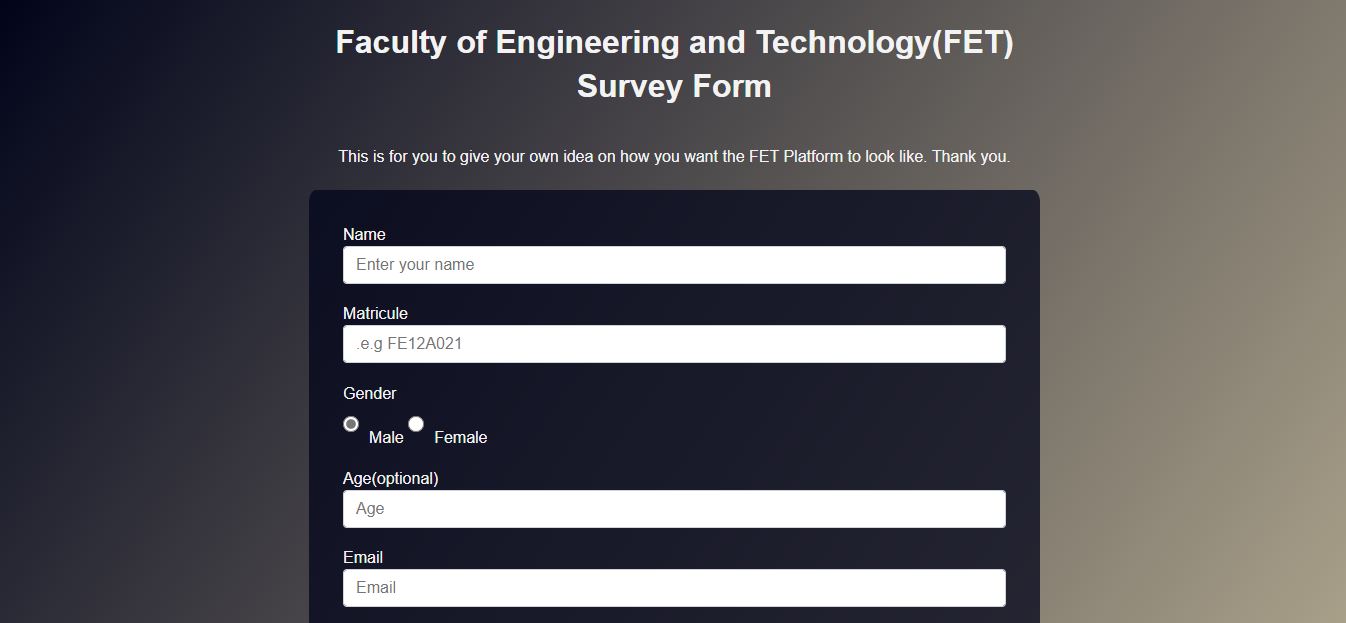 Faculty of Engineering and Technology(FET)
Survey Form
This is for you to give your own idea on how you want the FET Platform to look like. Thank you.
Name
Enter your name
Matricule
.e.g FE12A021
Gender
Male Female
Age(optional)
Age
Email
Email